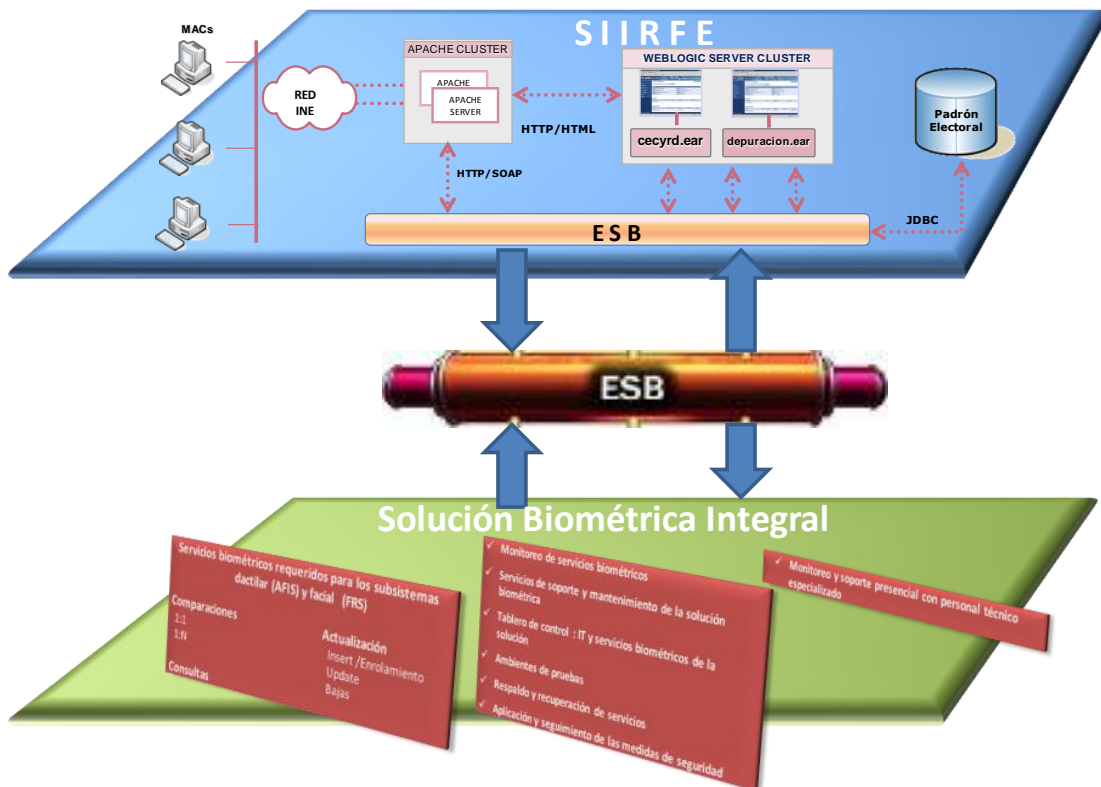 SIIRFE
MACs
RED
INE
APACHE CLUSTER
APACHE
APACHE
SERVER
HTTP/HTML
HTTP/SOAP
WEBLOGIC SERVER CLUSTER
cecyrd.ear
depuracion.ear
Padrón
Electoral
JDBC
ESB
ESB
Solución Biométrica Integral
Servicios biométricos requeridos para los subsistemas
dactilar (AFIS) y facial (FRS)
Comparaciones
1:1
1:N
Consultas
Actualización
Insert /Enrolamiento
Update
Bajas
✓ Monitoreo de servicios biométricos
✓ Servicios de soporte y mantenimiento de la solución
biométrica
✓ Tablero de control : IT y servicios biométricos de la
solución
✓ Ambientes de pruebas
✓ Respaldo y recuperación de servicios
✓ Aplicación y seguimiento de las medidas de seguridad
✓ Monitoreo y soporte presencial con personal técnico
especializado